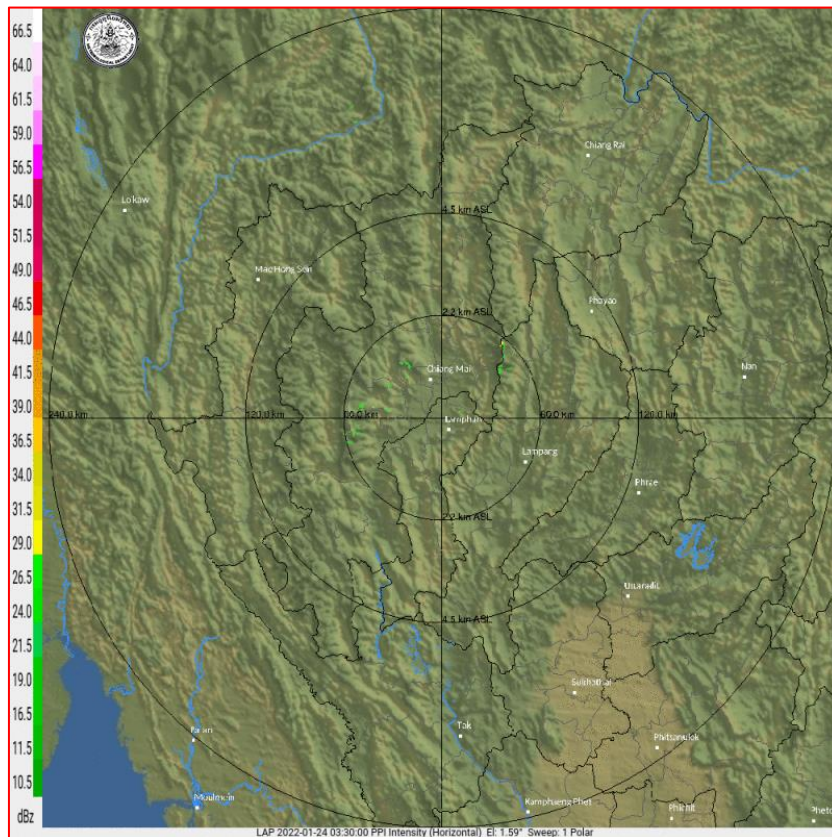 66.5
64.0
61.5
59.0
56.5
54.0
51.5
49.0
46.5
44.0
41.5
39.0
36.5
34.0
31.5
29.0
26.5
24.0
21.5
19.0
16.5
14.0
11.5
10.5
dBz
Chiang Rai
Loikaw
4.5 km ASL
Mae Hong Son
Phayao
2.2 km ASL
Chiang Mai
Nan
240.0 km
120.0 km
60.0 km
60.0 km
120.0 km
Lamphun
Lampang
Phrae
2.2 km ASL
Uttaradit
4.5 km ASL
Sukhothai
Tak
Pa'an
Phitsanulok
Moulmein
Kamphaeng Phet
Phichit
LAP 2022-01-24 03:30:00 PPI Intensity (Horizontal) El: 1.59° Sweep: 1 Polar